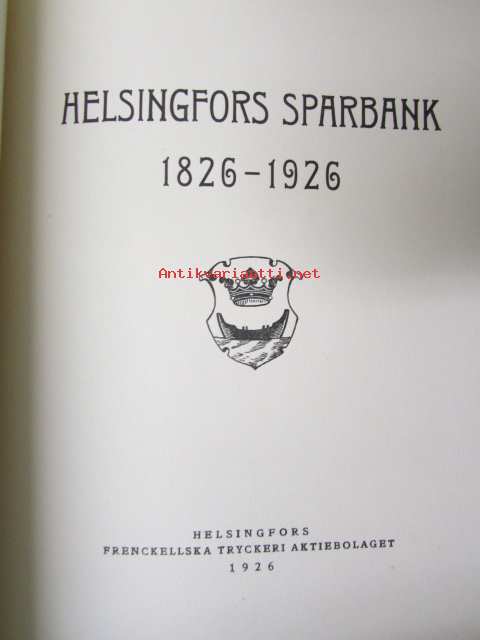 HELSINGFORS SPARBANK
1826-1926
Antikvariaatti.net
HELSINGFORS
FRENCKELLSKA TRYCKERI AKTIEBOLAGET
1926